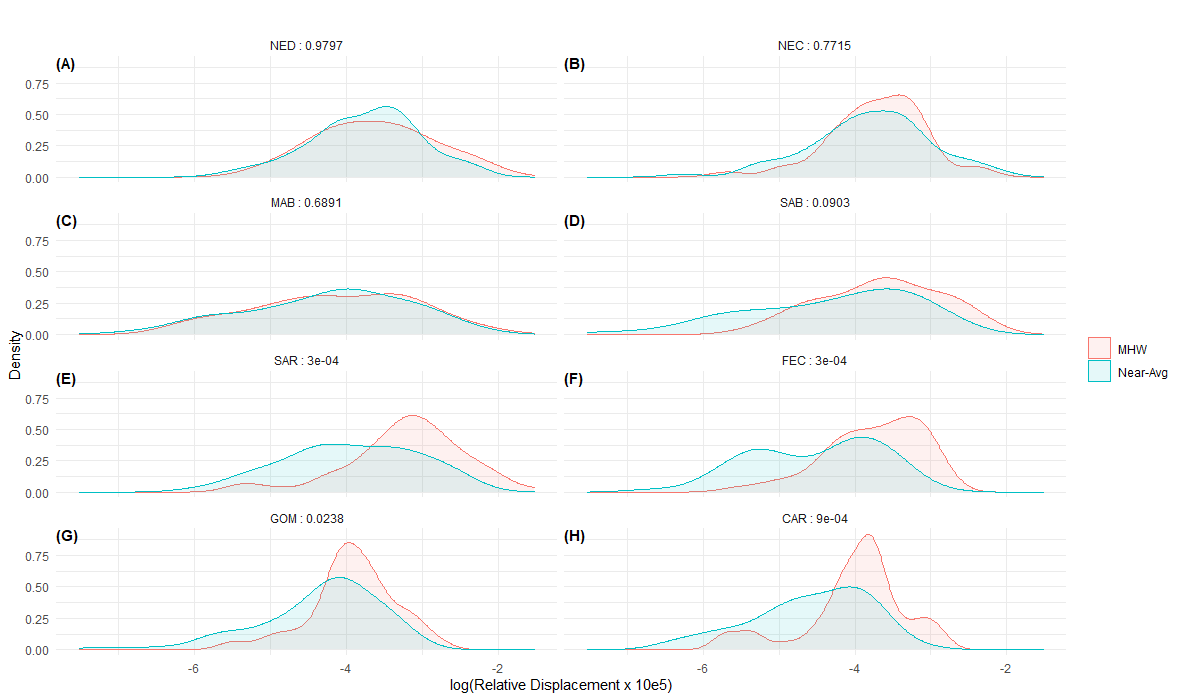 NED : 0.9797
NEC : 0.7715
(A)
(B)
0.75
0.50
0.25
0.00
MAB : 0.6891
SAB : 0.0903
(C)
(D)
0.75
0.50
0.25
0.00
SAR : 3e-04
FEC : 3e-04
(E)
(F)
0.75
0.50
0.25
0.00
GOM : 0.0238
CAR : 9e-04
(G)
(H)
0.75
0.50
0.25
0.00
-6
-4
-2
-6
-4
-2
log(Relative Displacement x 10e5)
Density
MHW
Near-Avg